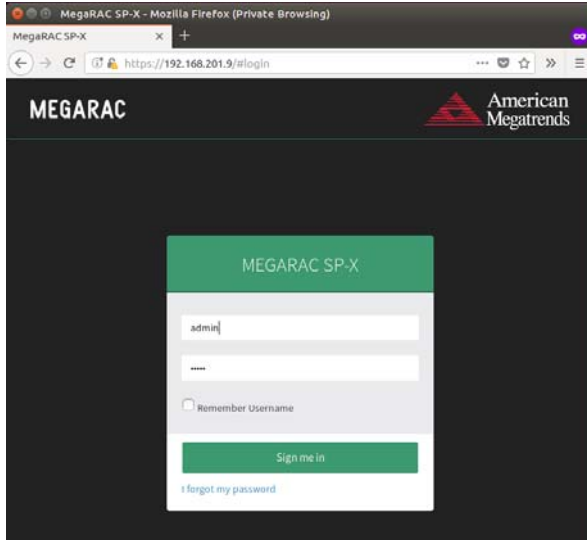 MegaRAC SP-X - Mozilla Firefox (Private Browsing)
MegaRAC SP-X
https://192.168.201.9/#login
MEGARAC
American
Megatrends
MEGARAC SP-X
admin
•••••
Remember Username
Sign me in
I forgot my password